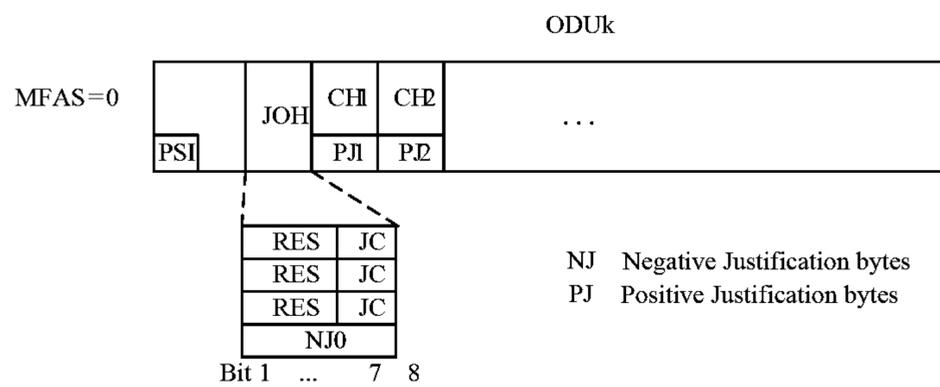 ODUk
MFAS=0
JOH
CH1
CH2
...
PSI
PJ1
PJ2
RES JC
RES JC
RES JC
NJ0
Bit 1 ... 7 8
NJ Negative Justification bytes
PJ Positive Justification bytes